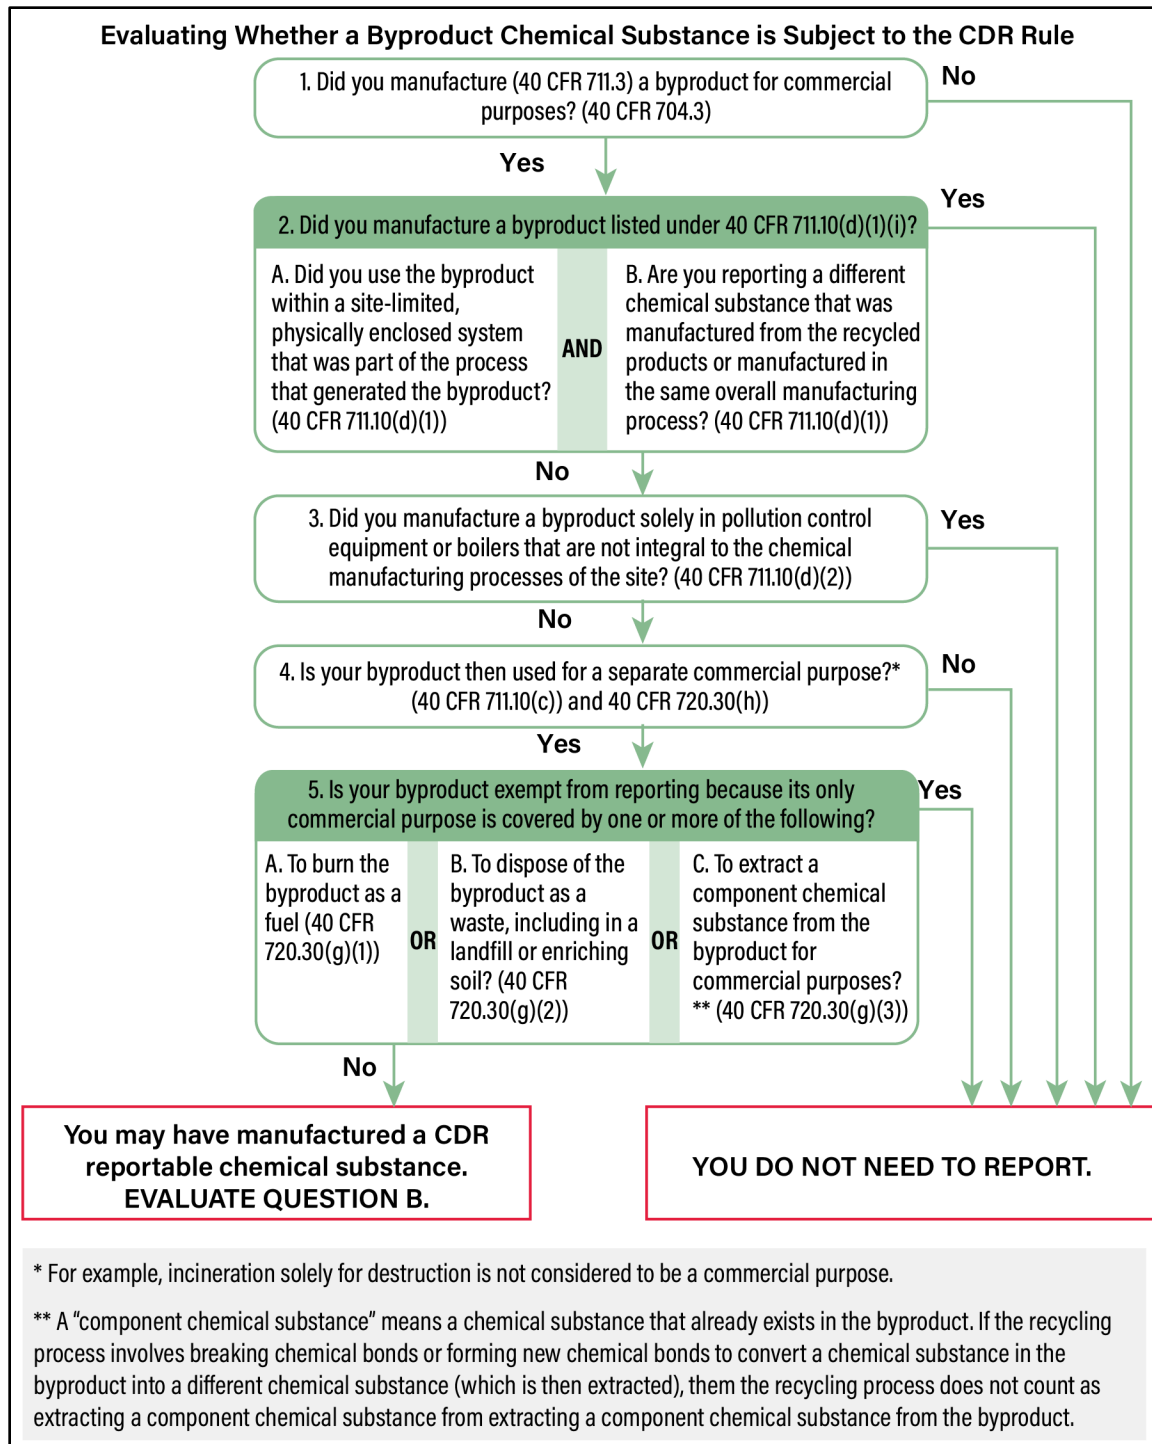 Evaluating Whether a Byproduct Chemical Substance is Subject to the CDR Rule
1. Did you manufacture (40 CFR 711.3) a byproduct for commercial
purposes? (40 CFR 704.3)
No
Yes
2. Did you manufacture a byproduct listed under 40 CFR 711.10(d)(1)(i)?
Yes
A. Did you use the byproduct
within a site-limited,
physically enclosed system
that was part of the process
that generated the byproduct?
(40 CFR 711.10(d)(1))
AND
B. Are you reporting a different
chemical substance that was
manufactured from the recycled
products or manufactured in
the same overall manufacturing
process? (40 CFR 711.10(d)(1))
No
3. Did you manufacture a byproduct solely in pollution control
equipment or boilers that are not integral to the chemical
manufacturing processes of the site? (40 CFR 711.10(d)(2))
Yes
No
4. Is your byproduct then used for a separate commercial purpose?*
(40 CFR 711.10(c)) and 40 CFR 720.30(h))
No
Yes
5. Is your byproduct exempt from reporting because its only
commercial purpose is covered by one or more of the following?
Yes
A. To burn the
byproduct as a
fuel (40 CFR
720.30(g)(1))
OR
B. To dispose of the
byproduct as a
waste, including in a
landfill or enriching
soil? (40 CFR
720.30(g)(2))
OR
C. To extract a
component chemical
substance from the
byproduct for
commercial purposes?
** (40 CFR 720.30(g)(3))
No
You may have manufactured a CDR
reportable chemical substance.
EVALUATE QUESTION B.
YOU DO NOT NEED TO REPORT.
* For example, incineration solely for destruction is not considered to be a commercial purpose.
** A “component chemical substance” means a chemical substance that already exists in the byproduct. If the recycling
process involves breaking chemical bonds or forming new chemical bonds to convert a chemical substance in the
byproduct into a different chemical substance (which is then extracted), them the recycling process does not count as
extracting a component chemical substance from extracting a component chemical substance from the byproduct.